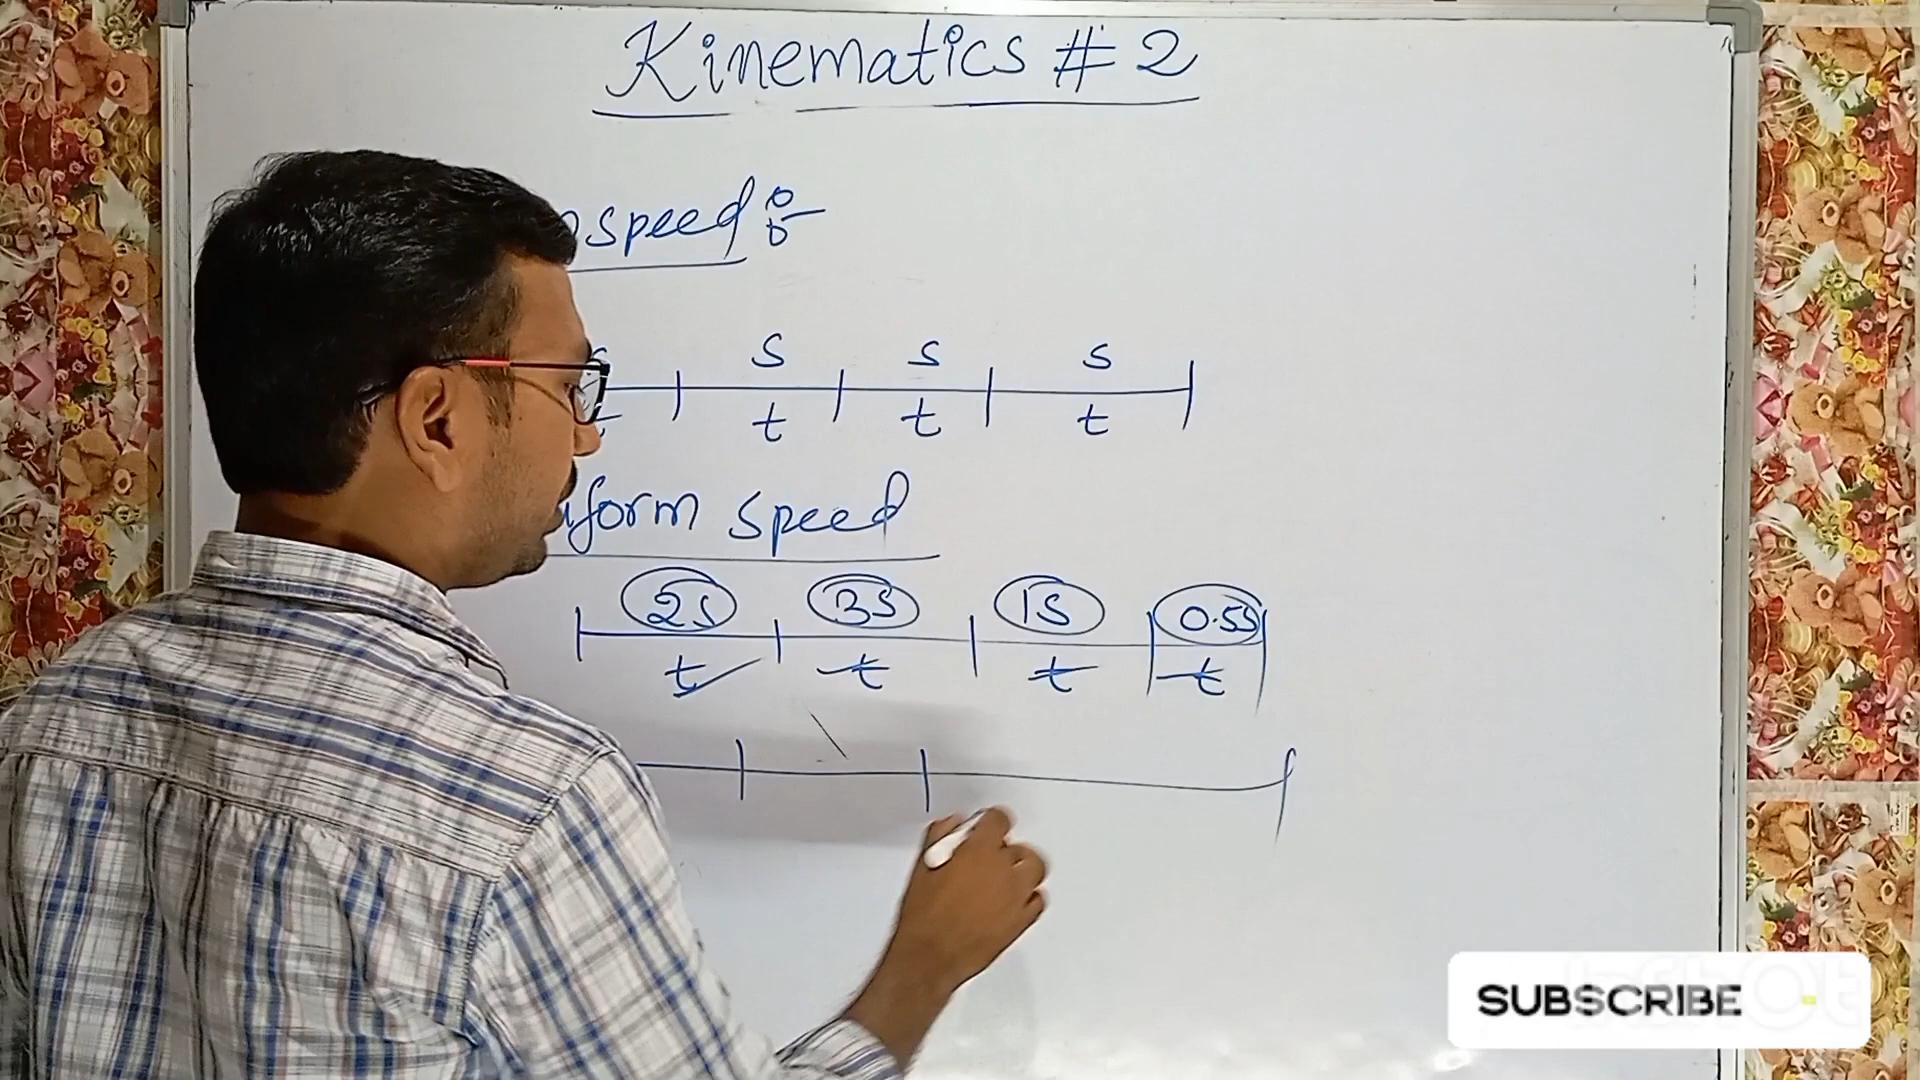 Kinematics # 2
speed :-
s s s
t t t t
form speed
2s 3s 1s 0.5s
t t t t
SUBSCRIBE